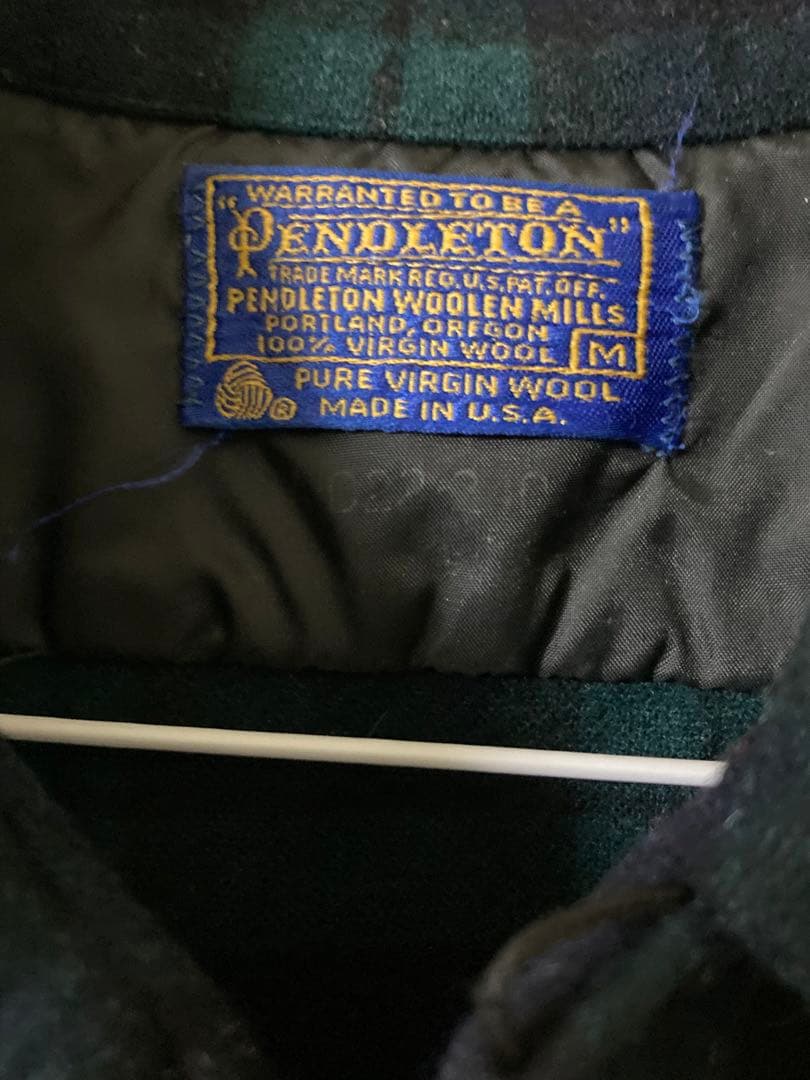 WARRANTED TO BE A
"PENDLETON"
TRADE MARK REG. U.S. PAT. OFF.
PENDLETON WOOLEN MILLS
PORTLAND, OREGON
100% VIRGIN WOOL M
PURE VIRGIN WOOL
® MADE IN U.S.A.